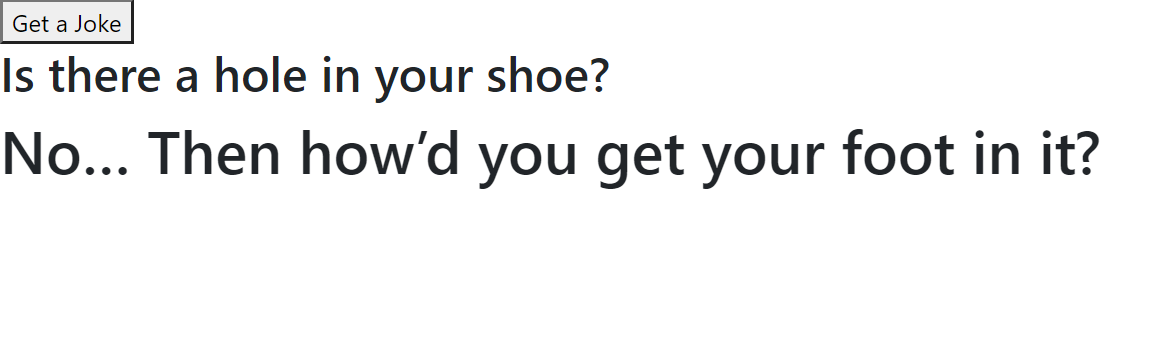 Get a Joke
Is there a hole in your shoe?
No… Then how’d you get your foot in it?